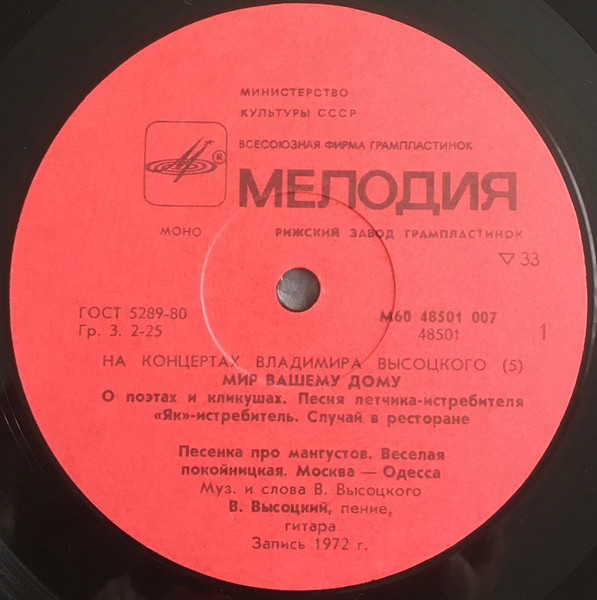 МИНИСТЕРСТВО
КУЛЬТУРЫ СССР
ВСЕСОЮЗНАЯ ФИРМА ГРАМПЛАСТИНОК
®
МЕЛОДИЯ
МОНО РИЖСКИЙ ЗАВОД ГРАМПЛАСТИНОК
▽ 33
ГОСТ 5289-80 М60 48501 007
Гр. 3. 2-25 48501 1
НА КОНЦЕРТАХ ВЛАДИМИРА ВЫСОЦКОГО (5)
МИР ВАШЕМУ ДОМУ
О поэтах и кликушах. Песня летчика-истребителя
«Як»-истребитель. Случай в ресторане
Песенка про мангустов. Веселая
покойницкая. Москва — Одесса
Муз. и слова В. Высоцкого
В. Высоцкий, пение,
гитара
Запись 1972 г.